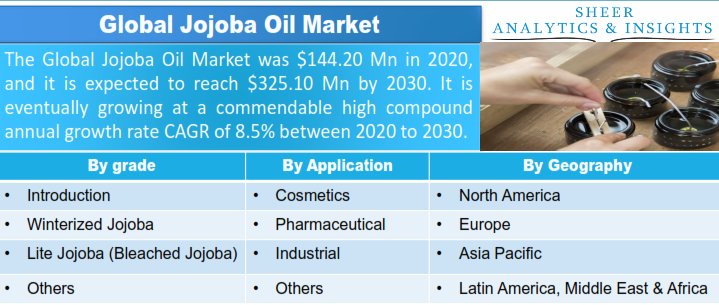 Global Jojoba Oil Market
SHEER
ANALYTICS & INSIGHTS
The Global Jojoba Oil Market was $144.20 Mn in 2020,
and it is expected to reach $325.10 Mn by 2030. It is
eventually growing at a commendable high compound
annual growth rate CAGR of 8.5% between 2020 to 2030.
By grade By Application By Geography
• Introduction • Cosmetics • North America
• Winterized Jojoba • Pharmaceutical • Europe
• Lite Jojoba (Bleached Jojoba) • Industrial • Asia Pacific
• Others • Others • Latin America, Middle East & Africa